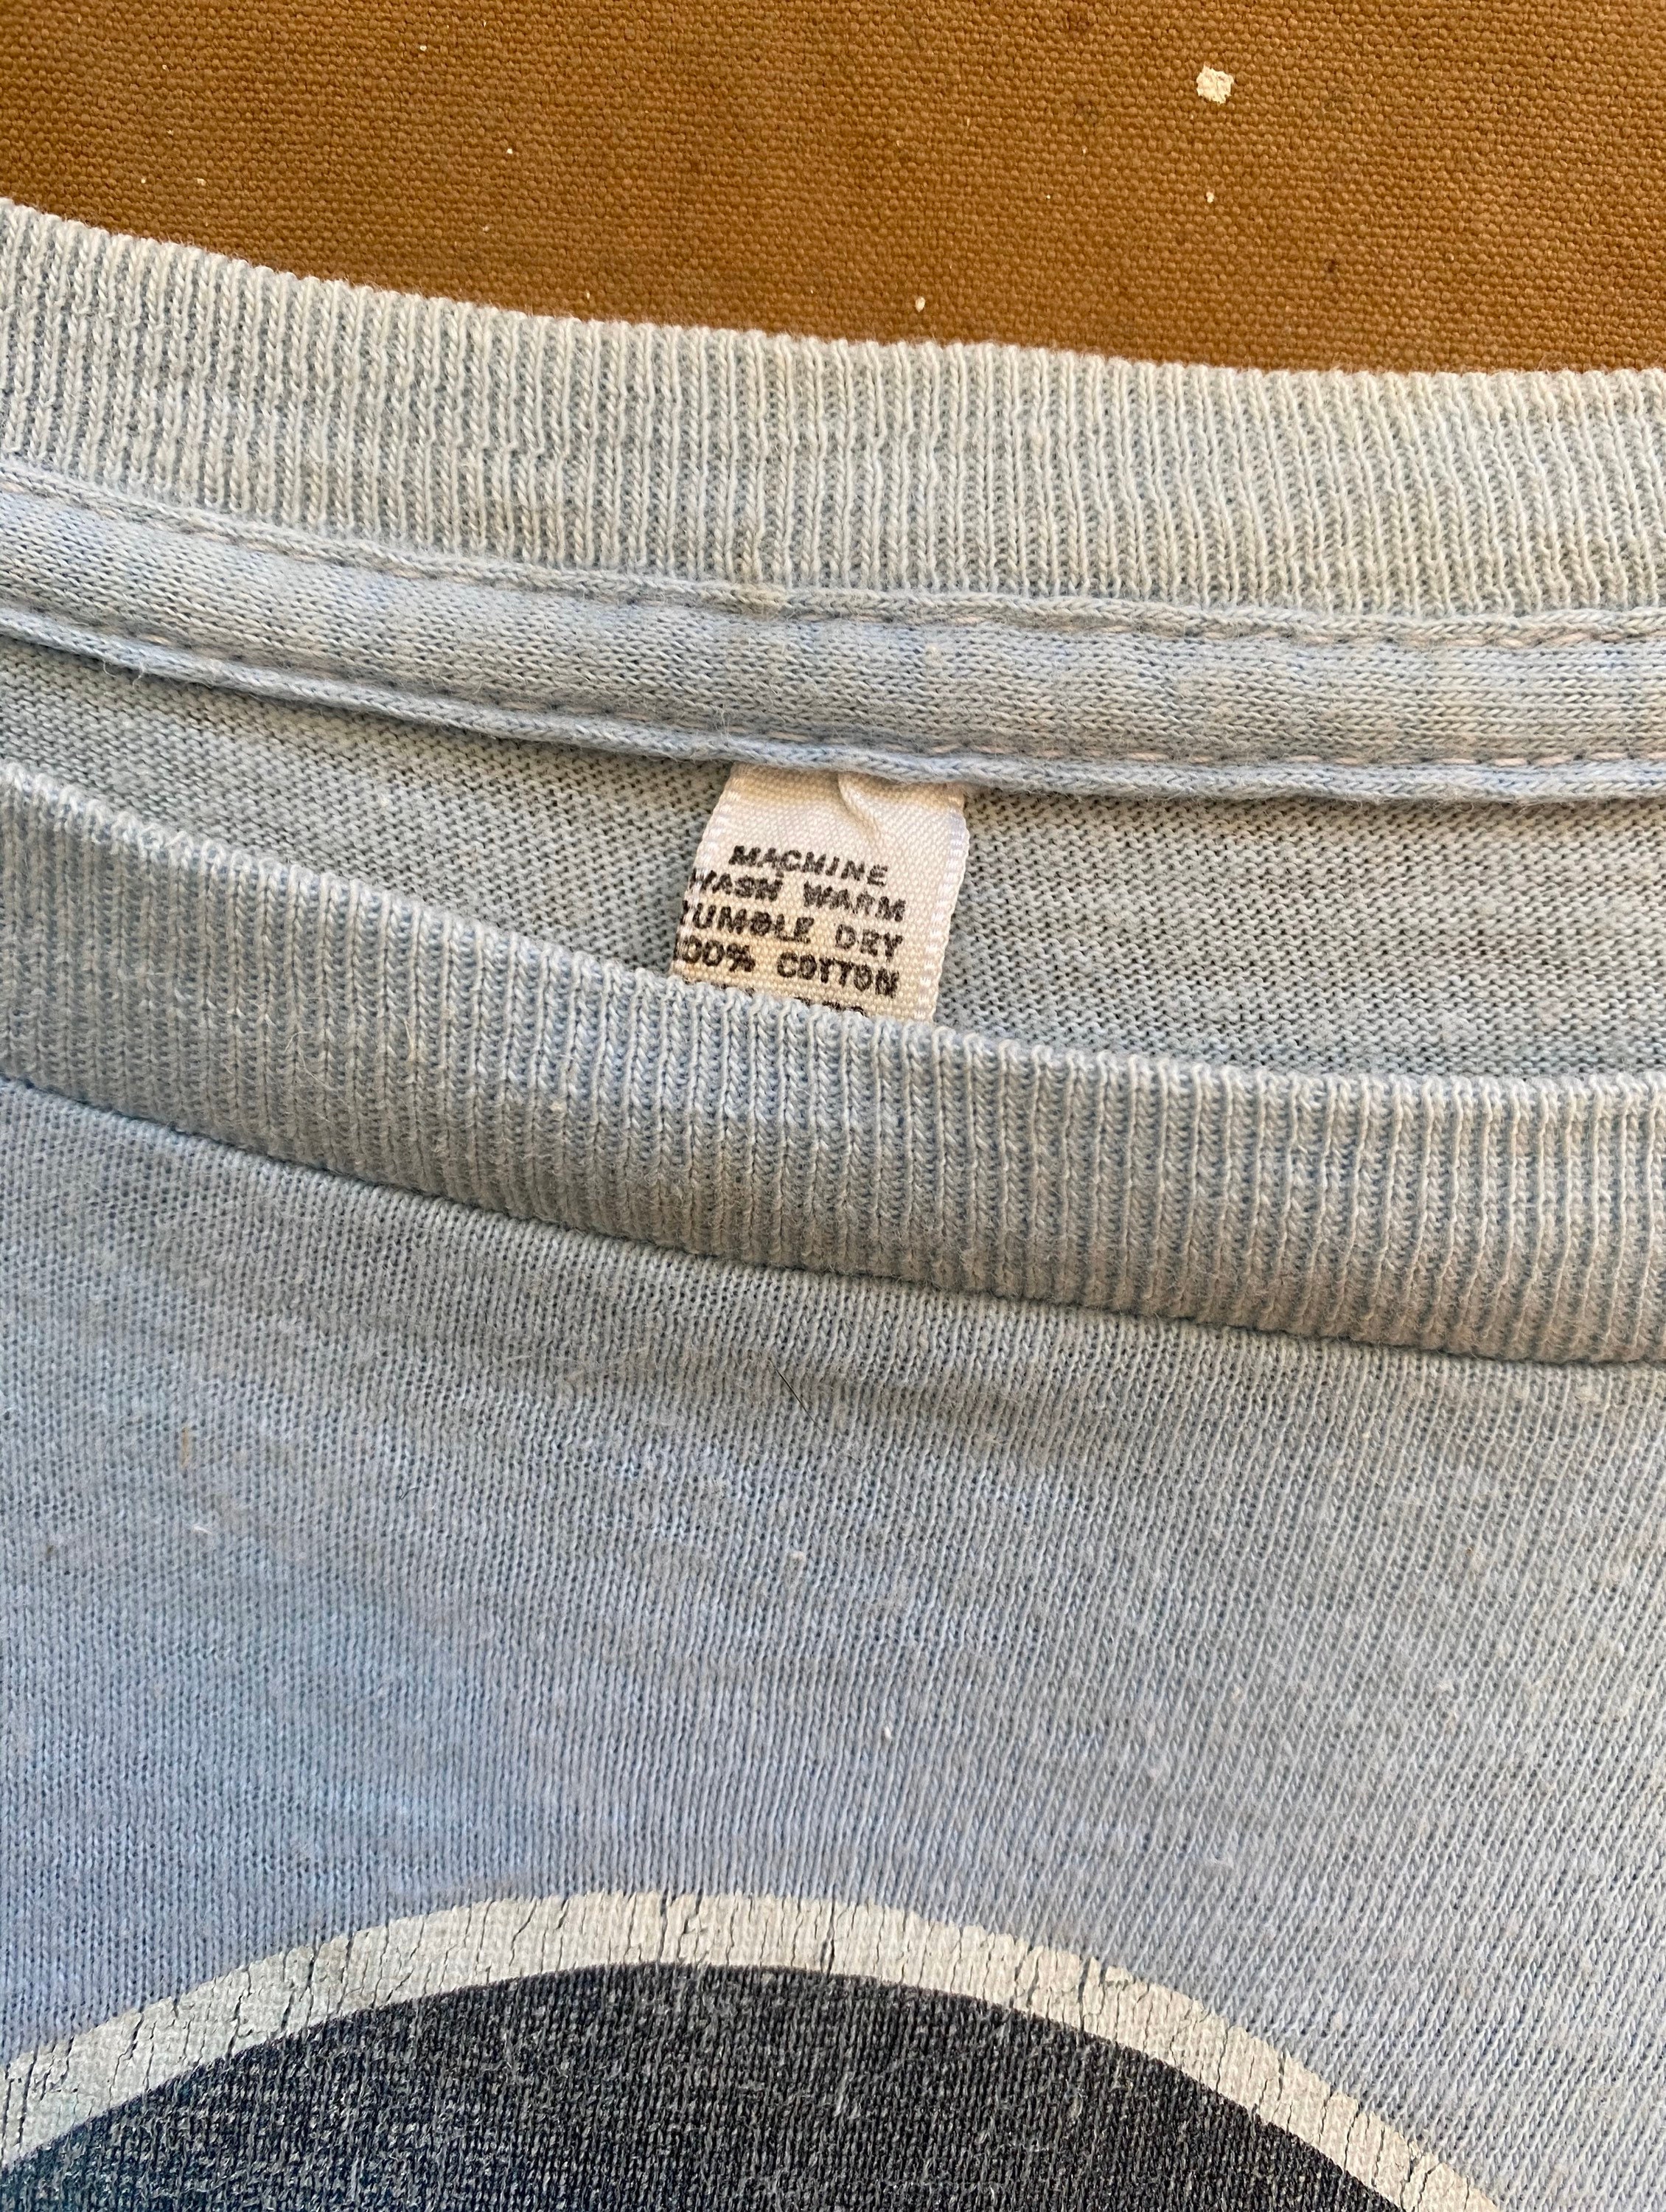 MACHINE
WASH WARM
TUMBLE DRY
100% COTTON